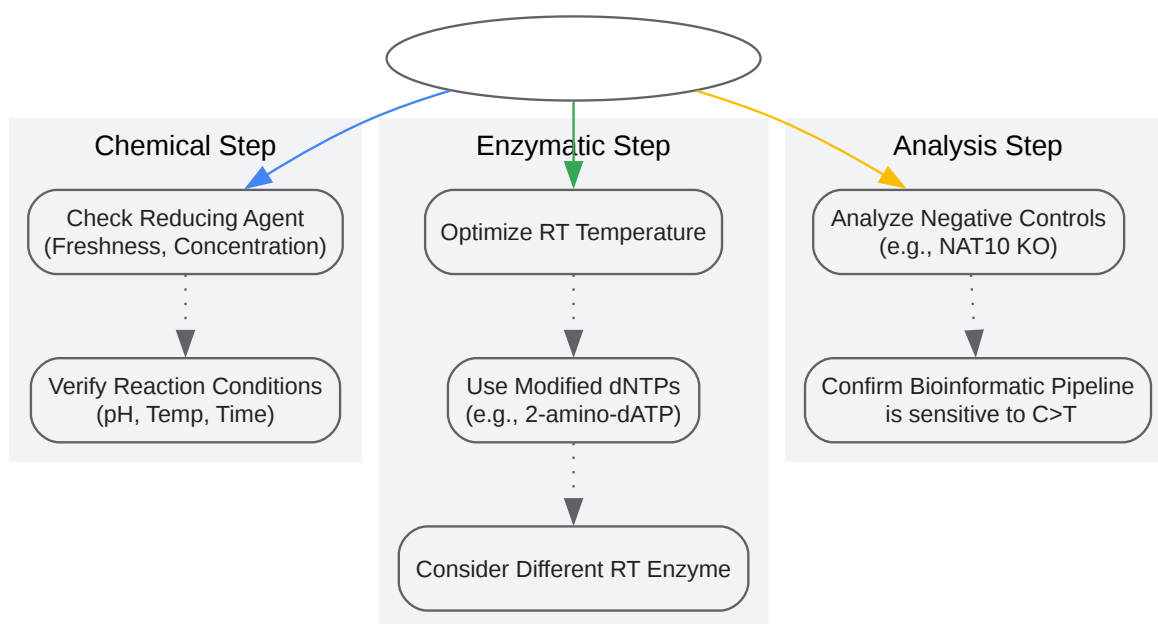 Chemical Step
Check Reducing Agent
(Freshness, Concentration)
Verify Reaction Conditions
(pH, Temp, Time)
Enzymatic Step
Optimize RT Temperature
Use Modified dNTPs
(e.g., 2-amino-dATP)
Consider Different RT Enzyme
Analysis Step
Analyze Negative Controls
(e.g., NAT10 KO)
Confirm Bioinformatic Pipeline
is sensitive to C>T